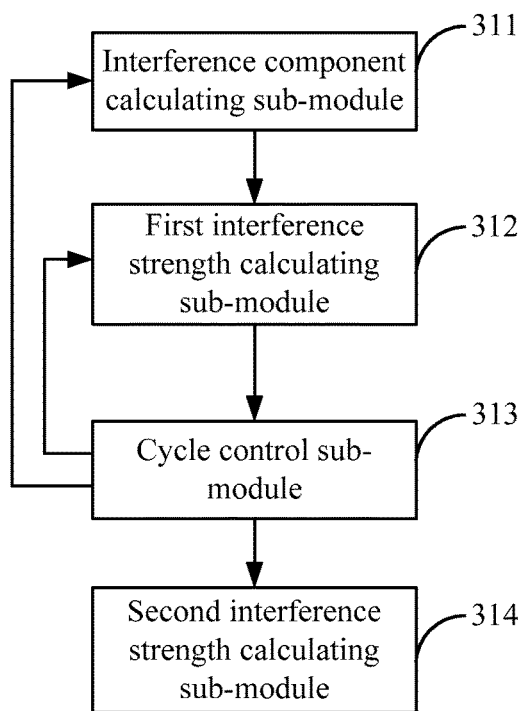 311
Interference component
calculating sub-module
312
First interference
strength calculating
sub-module
313
Cycle control sub-
module
314
Second interference
strength calculating
sub-module